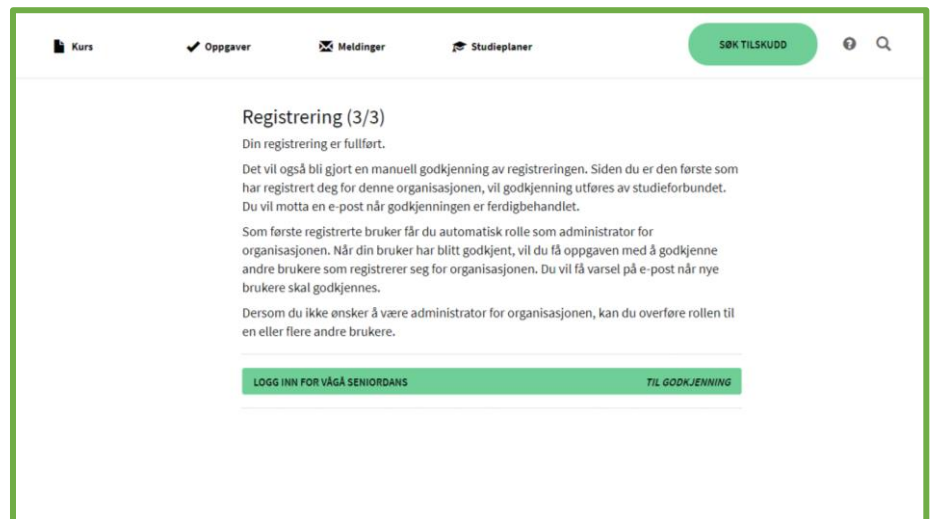 Kurs Oppgaver Meldinger Studieplaner SØK TILSKUDD
Registrering (3/3)
Din registrering er fullført.
Det vil også bli gjort en manuell godkjenning av registreringen. Siden du er den første som
har registrert deg for denne organisasjonen, vil godkjenning utføres av studieforbundet.
Du vil motta en e-post når godkjenningen er ferdigbehandlet.
Som første registrerte bruker får du automatisk rolle som administrator for
organisasjonen. Når din bruker har blitt godkjent, vil du få oppgaven med å godkjenne
andre brukere som registrerer seg for organisasjonen. Du vil få varsel på e-post når nye
brukere skal godkjennes.
Dersom du ikke ønsker å være administrator for organisasjonen, kan du overføre rollen til
en eller flere andre brukere.
LOGG INN FOR VÅGÅ SENIORDANS TIL GODKJENNING